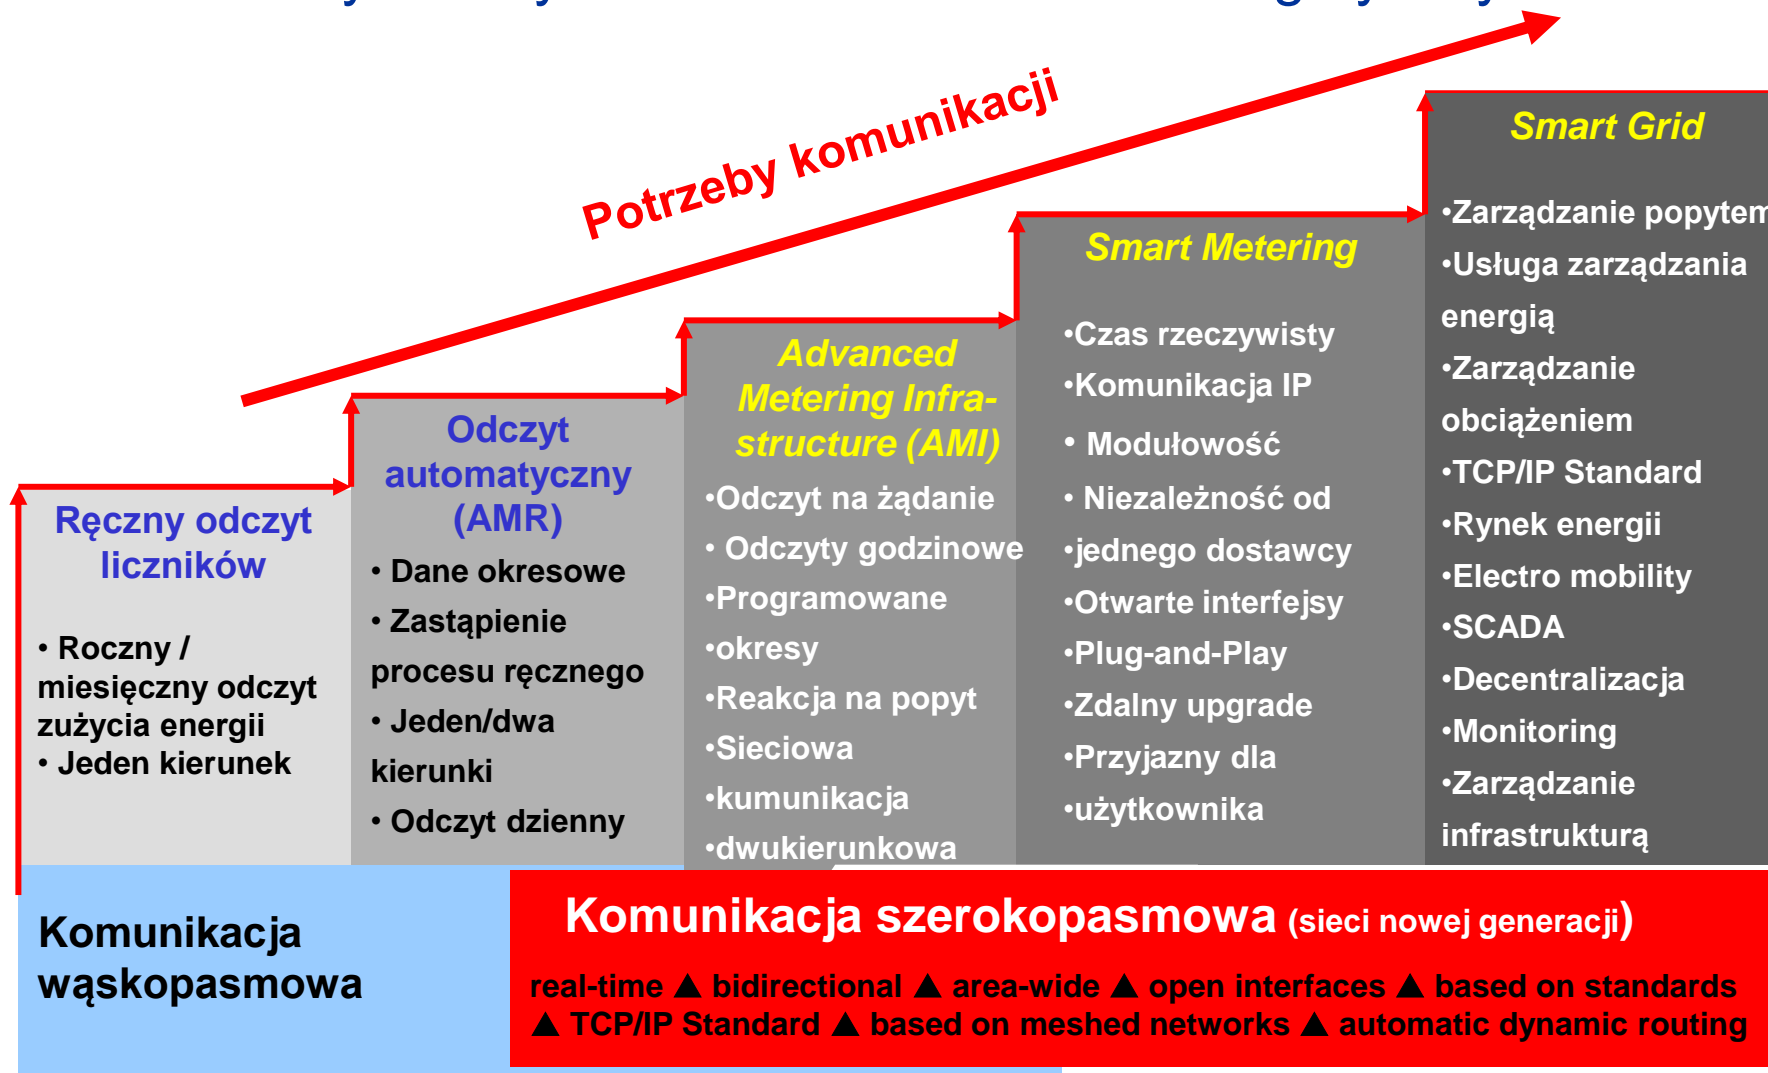 Potrzeby komunikacji
Ręczny odczyt
liczników
• Roczny /
miesięczny odczyt
zużycia energii
• Jeden kierunek
Odczyt
automatyczny
(AMR)
• Dane okresowe
• Zastąpienie
procesu ręcznego
• Jeden/dwa
kierunki
• Odczyt dzienny
Advanced
Metering Infra-
structure (AMI)
•Odczyt na żądanie
• Odczyty godzinowe
•Programowane
•okresy
•Reakcja na popyt
•Sieciowa
•kumunikacja
•dwukierunkowa
Smart Metering
•Czas rzeczywisty
•Komunikacja IP
• Modułowość
• Niezależność od
•jednego dostawcy
•Otwarte interfejsy
•Plug-and-Play
•Zdalny upgrade
•Przyjazny dla
•użytkownika
Smart Grid
•Zarządzanie popytem
•Usługa zarządzania
energią
•Zarządzanie
obciążeniem
•TCP/IP Standard
•Rynek energii
•Electro mobility
•SCADA
•Decentralizacja
•Monitoring
•Zarządzanie
infrastrukturą
Komunikacja
wąskopasmowa
Komunikacja szerokopasmowa (sieci nowej generacji)
real-time ▲ bidirectional ▲ area-wide ▲ open interfaces ▲ based on standards
▲ TCP/IP Standard ▲ based on meshed networks ▲ automatic dynamic routing